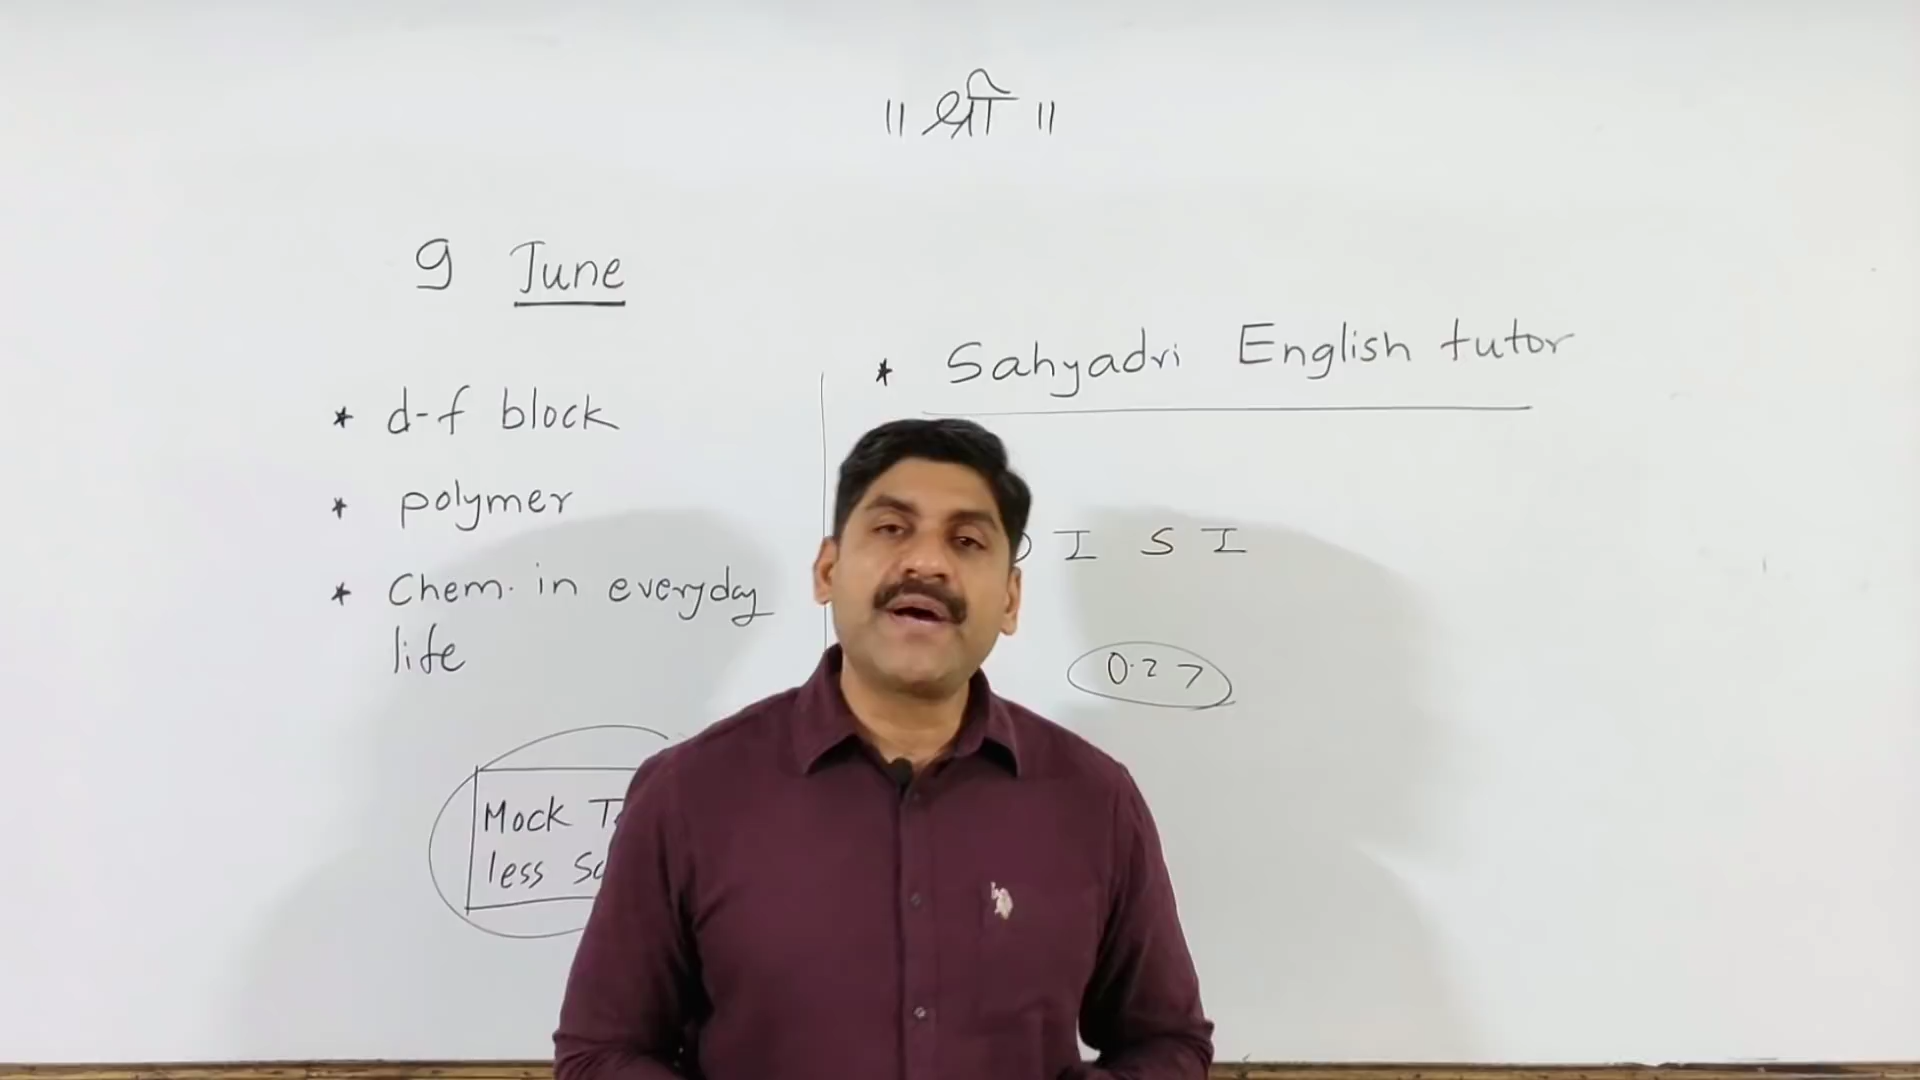 ॥ श्री ॥
9 June
* d-f block
* polymer
* Chem. in everyday
life
Mock
less
* Sahyadri English tutor
I S I
0.27